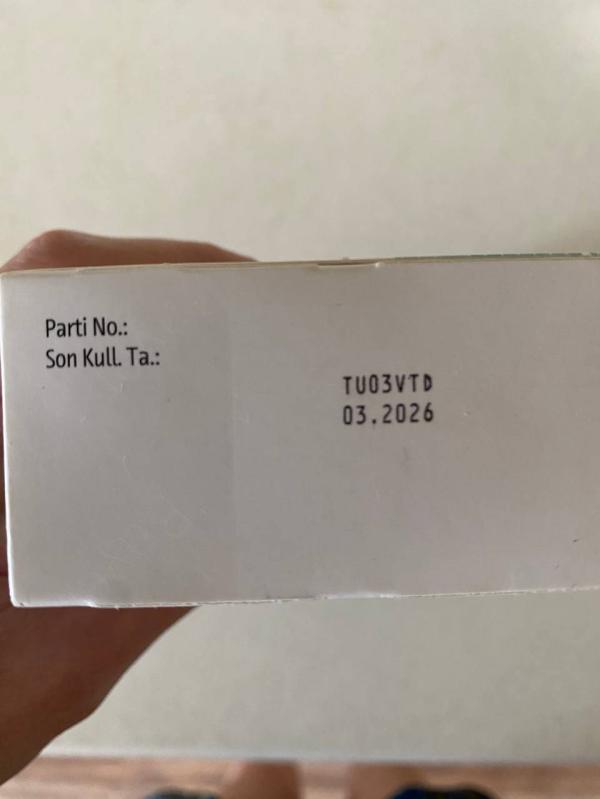 Parti No.:
Son Kull. Ta.:
TU03VTD
03.2026